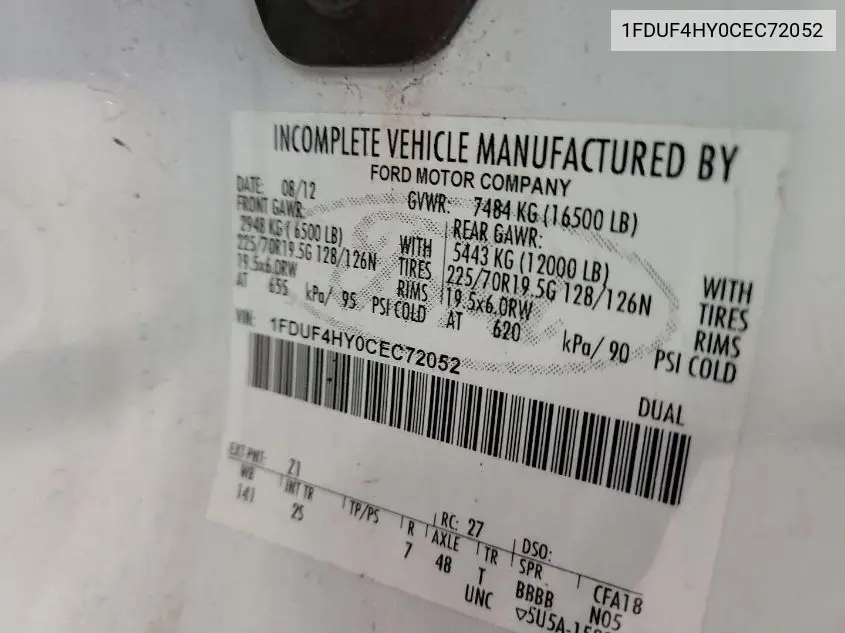 1FDUF4HY0CEC72052
INCOMPLETE VEHICLE MANUFACTURED BY
FORD MOTOR COMPANY
DATE: 08/12
GVWR: 7484 KG (16500 LB)
FRONT GAWR:
2948 KG (6500 LB) WITH
225/70R19.5G 128/126N TIRES
19.5x6.0RW RIMS
AT 655 kPa/ 95 PSI COLD
REAR GAWR:
5443 KG (12000 LB) WITH
225/70R19.5G 128/126N TIRES
19.5x6.0RW RIMS
AT 620 kPa/ 90 PSI COLD
VIN: 1FDUF4HY0CEC72052
DUAL
EXT PNT: Z1
RC: 27
DSO:
WB INT TR TP/PS R AXLE TR SPR
141 25 7 48 T BBBB CFA18
UNC N05